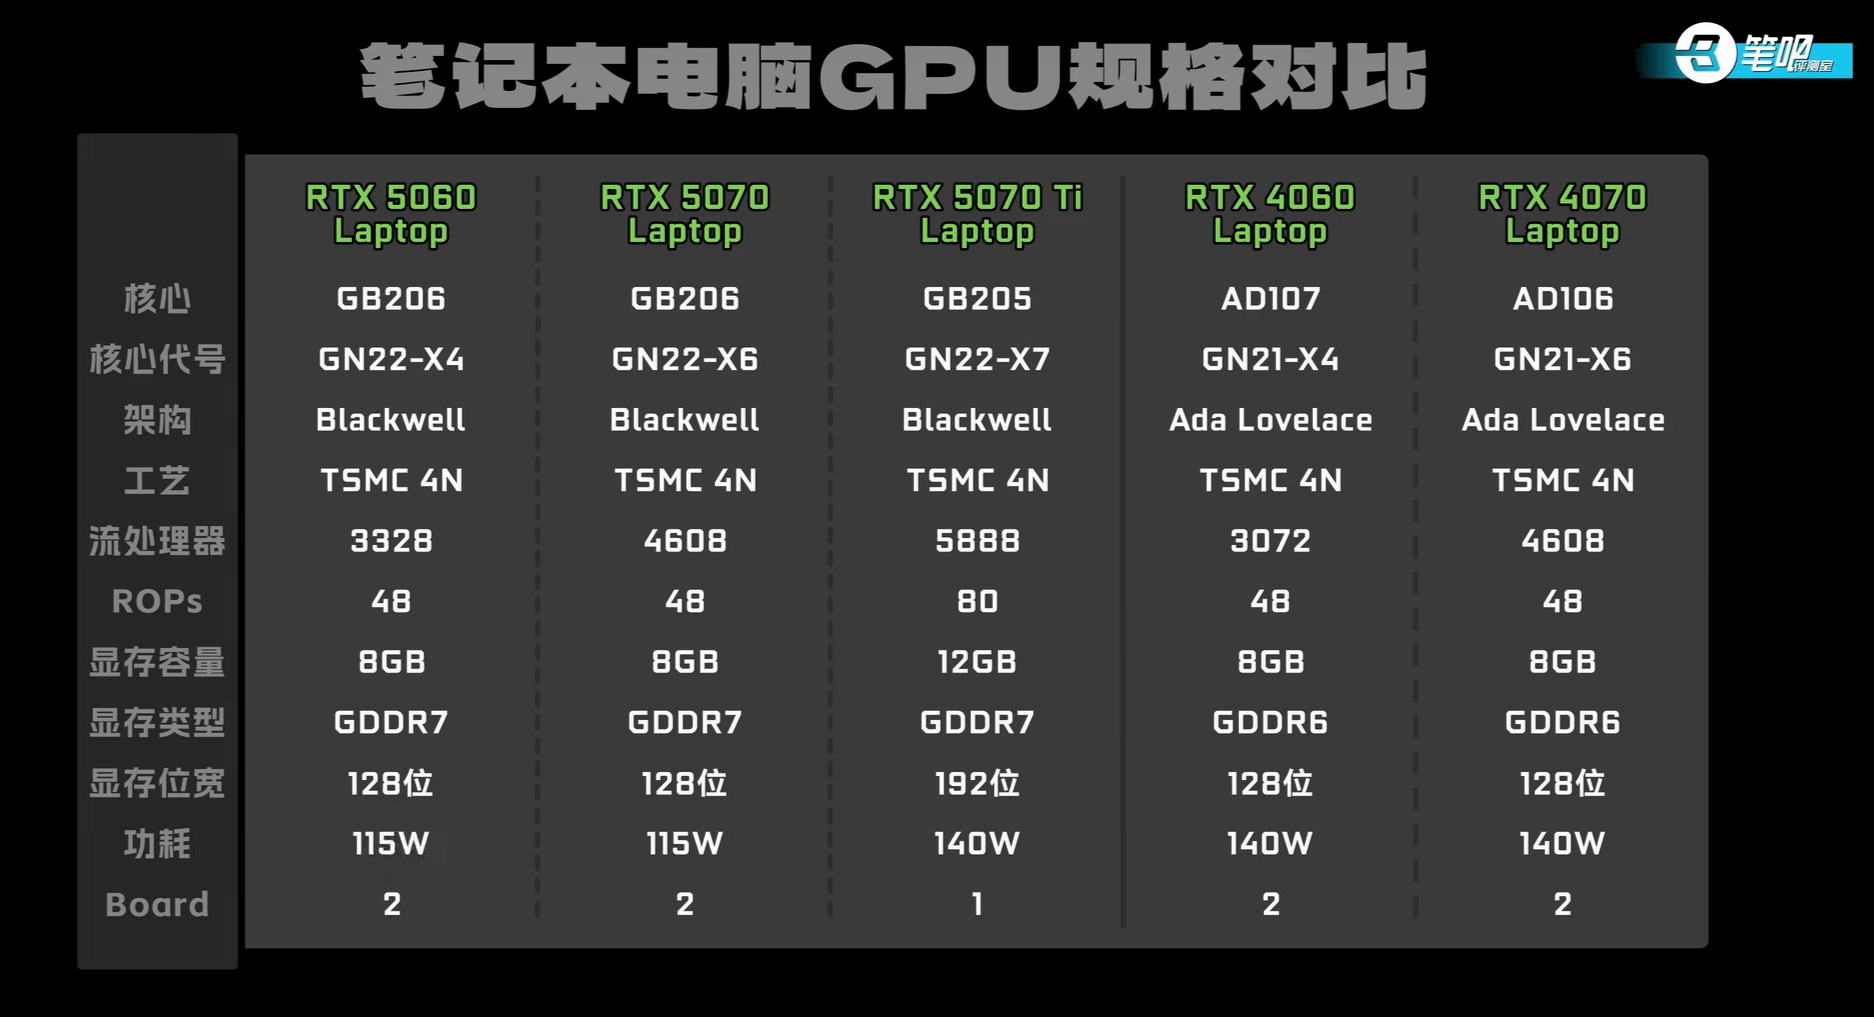 笔记本电脑GPU规格对比
笔吧
评测室
RTX 5060 Laptop RTX 5070 Laptop RTX 5070 Ti Laptop RTX 4060 Laptop RTX 4070 Laptop
核心 GB206 GB206 GB205 AD107 AD106
核心代号 GN22-X4 GN22-X6 GN22-X7 GN21-X4 GN21-X6
架构 Blackwell Blackwell Blackwell Ada Lovelace Ada Lovelace
工艺 TSMC 4N TSMC 4N TSMC 4N TSMC 4N TSMC 4N
流处理器 3328 4608 5888 3072 4608
ROPs 48 48 80 48 48
显存容量 8GB 8GB 12GB 8GB 8GB
显存类型 GDDR7 GDDR7 GDDR7 GDDR6 GDDR6
显存位宽 128位 128位 192位 128位 128位
功耗 115W 115W 140W 140W 140W
Board 2 2 1 2 2